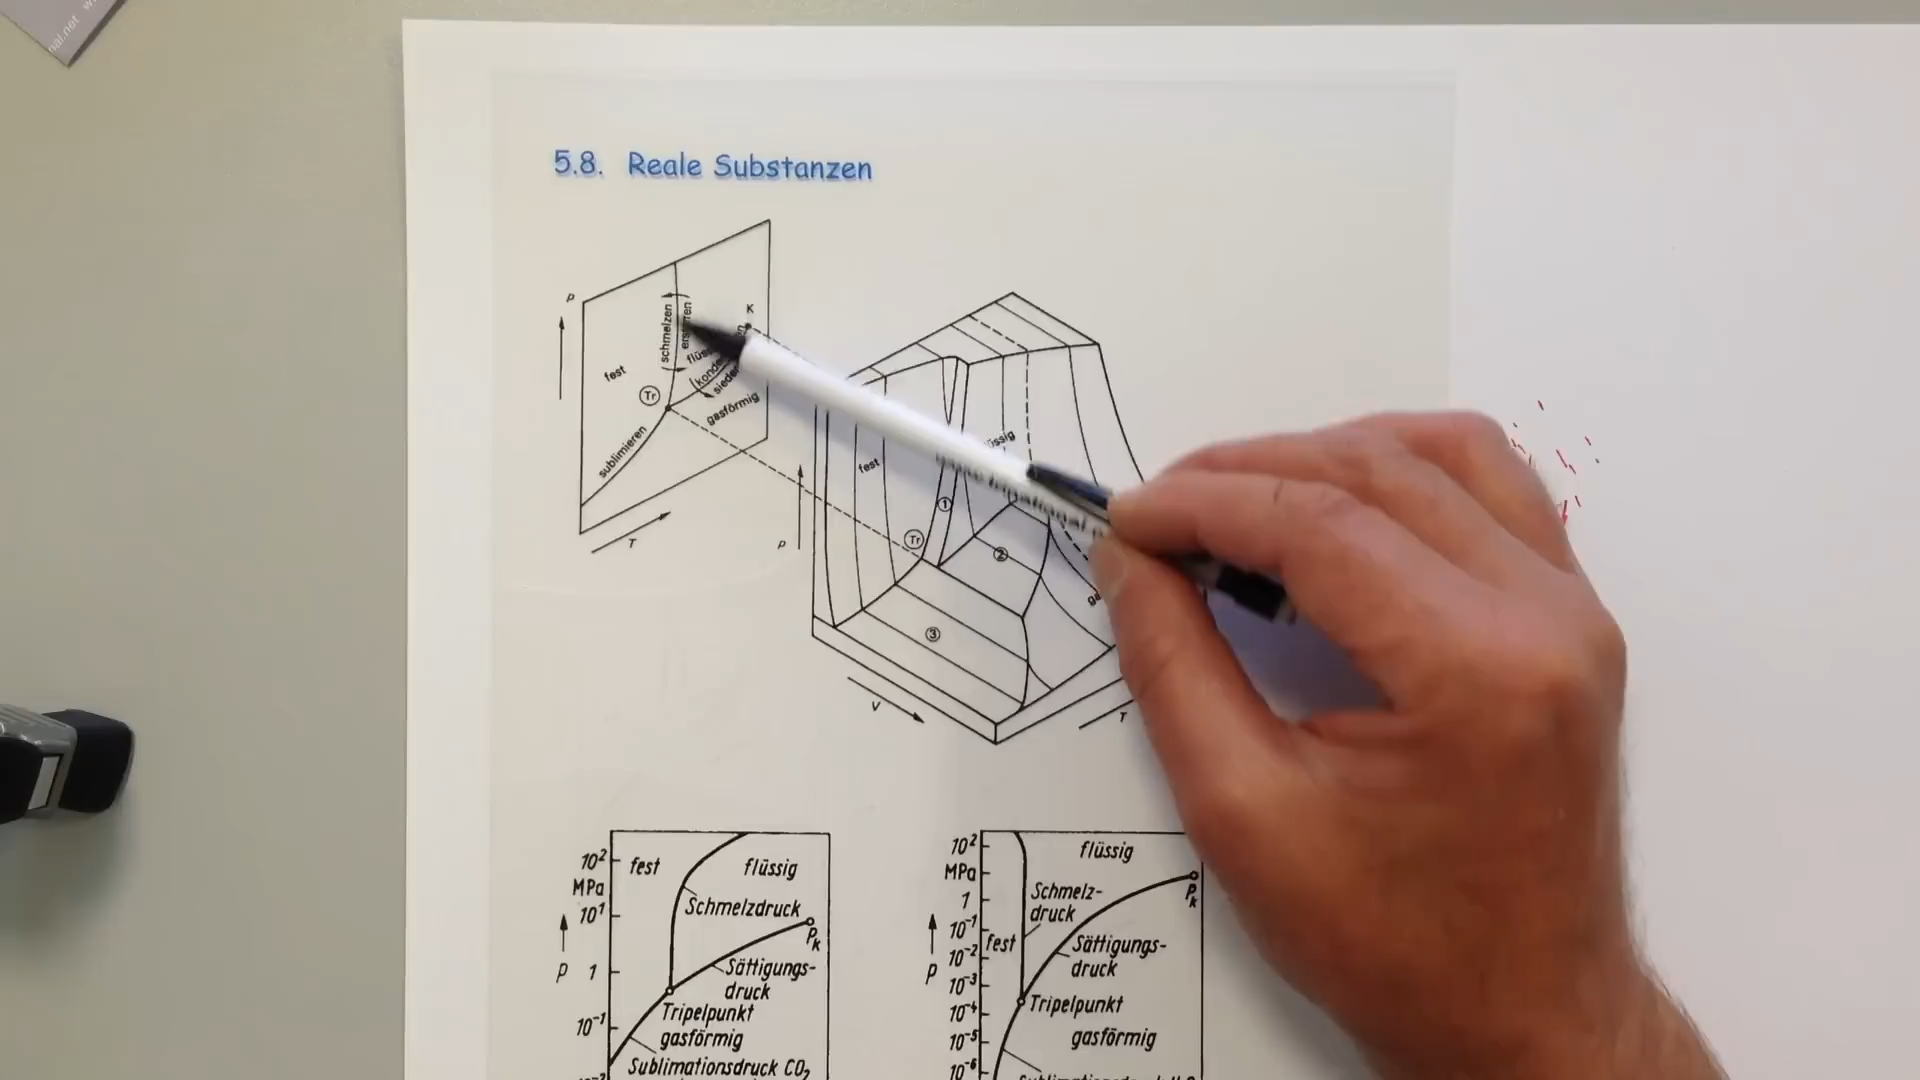 5.8. Reale Substanzen
p
K
schmelzen
fest
Tr
gasförmig
sublimieren
T
fest
1
Tr
2
p
3
V
T
10²
fest
flüssig
MPa
10¹
Schmelzdruck
Pk
p
1
Sättigungs-
druck
Tripelpunkt
10⁻¹
gasförmig
Sublimationsdruck CO₂
10²
flüssig
MPa
Schmelz-
druck
Pk
1
10⁻¹
fest
Sättigungs-
druck
10⁻²
p
10⁻³
Tripelpunkt
10⁻⁴
gasförmig
10⁻⁵
10⁻⁶